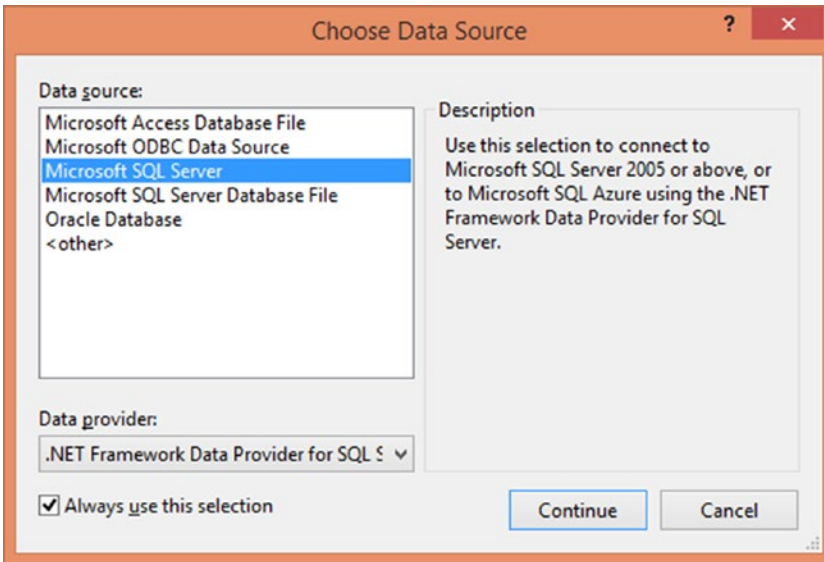 Choose Data Source
?
×
Data source:
Microsoft Access Database File
Microsoft ODBC Data Source
Microsoft SQL Server
Microsoft SQL Server Database File
Oracle Database
<other>
Description
Use this selection to connect to
Microsoft SQL Server 2005 or above, or
to Microsoft SQL Azure using the .NET
Framework Data Provider for SQL
Server.
Data provider:
.NET Framework Data Provider for SQL S
Always use this selection
Continue
Cancel